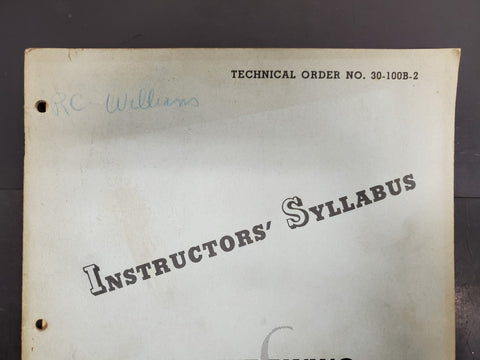 TECHNICAL ORDER NO. 30-100B-2
RC Williams
INSTRUCTORS' SYLLABUS